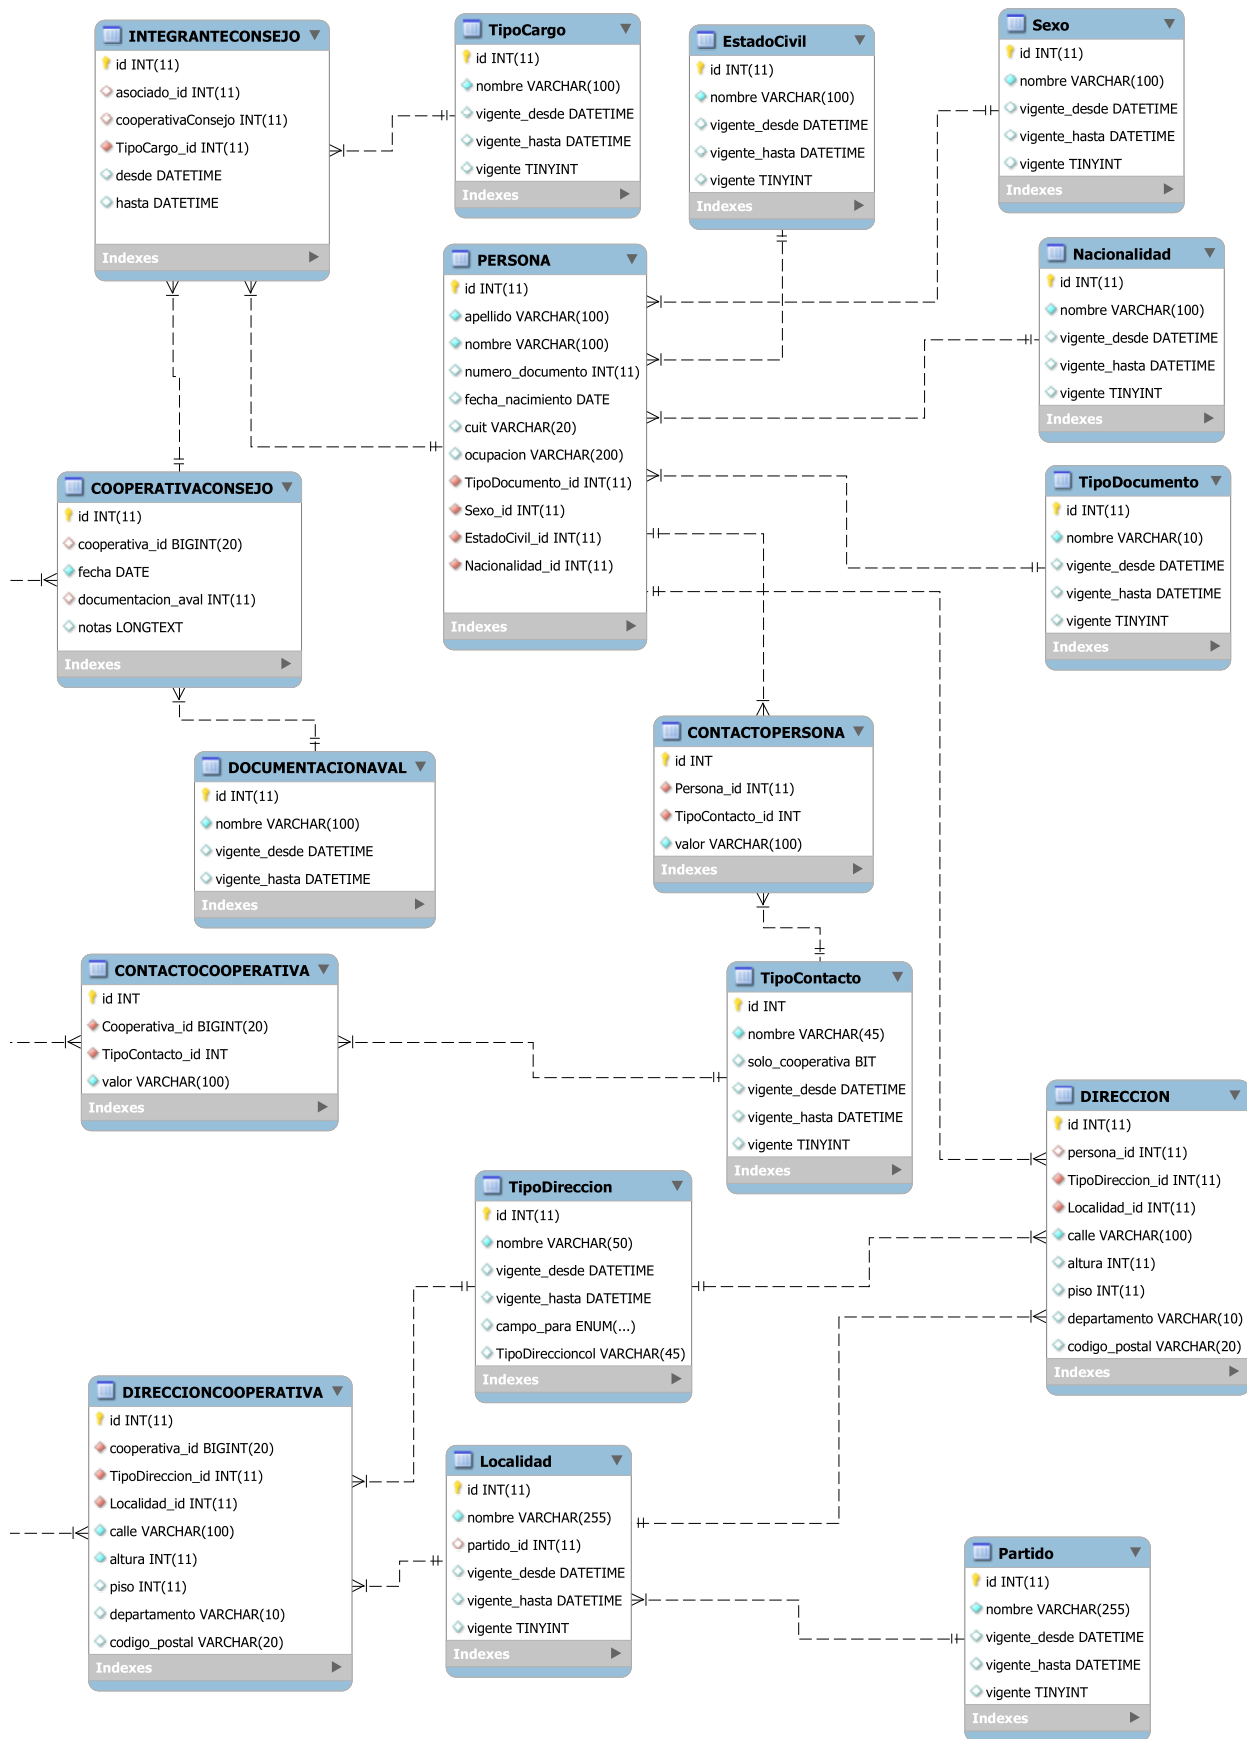 INTEGRANTECONSEJO
id INT(11)
asociado_id INT(11)
cooperativaConsejo INT(11)
TipoCargo_id INT(11)
desde DATETIME
hasta DATETIME
Indexes
TipoCargo
id INT(11)
nombre VARCHAR(100)
vigente_desde DATETIME
vigente_hasta DATETIME
vigente TINYINT
Indexes
EstadoCivil
id INT(11)
nombre VARCHAR(100)
vigente_desde DATETIME
vigente_hasta DATETIME
vigente TINYINT
Indexes
Sexo
id INT(11)
nombre VARCHAR(100)
vigente_desde DATETIME
vigente_hasta DATETIME
vigente TINYINT
Indexes
PERSONA
id INT(11)
apellido VARCHAR(100)
nombre VARCHAR(100)
numero_documento INT(11)
fecha_nacimiento DATE
cuit VARCHAR(20)
ocupacion VARCHAR(200)
TipoDocumento_id INT(11)
Sexo_id INT(11)
EstadoCivil_id INT(11)
Nacionalidad_id INT(11)
Indexes
Nacionalidad
id INT(11)
nombre VARCHAR(100)
vigente_desde DATETIME
vigente_hasta DATETIME
vigente TINYINT
Indexes
COOPERATIVACONSEJO
id INT(11)
cooperativa_id BIGINT(20)
fecha DATE
documentacion_aval INT(11)
notas LONGTEXT
Indexes
TipoDocumento
id INT(11)
nombre VARCHAR(10)
vigente_desde DATETIME
vigente_hasta DATETIME
vigente TINYINT
Indexes
DOCUMENTACIONAVAL
id INT(11)
nombre VARCHAR(100)
vigente_desde DATETIME
vigente_hasta DATETIME
Indexes
CONTACTOPERSONA
id INT
Persona_id INT(11)
TipoContacto_id INT
valor VARCHAR(100)
Indexes
CONTACTOCOOPERATIVA
id INT
Cooperativa_id BIGINT(20)
TipoContacto_id INT
valor VARCHAR(100)
Indexes
TipoContacto
id INT
nombre VARCHAR(45)
solo_cooperativa BIT
vigente_desde DATETIME
vigente_hasta DATETIME
vigente TINYINT
Indexes
DIRECCION
id INT(11)
persona_id INT(11)
TipoDireccion_id INT(11)
Localidad_id INT(11)
calle VARCHAR(100)
altura INT(11)
piso INT(11)
departamento VARCHAR(10)
codigo_postal VARCHAR(20)
Indexes
TipoDireccion
id INT(11)
nombre VARCHAR(50)
vigente_desde DATETIME
vigente_hasta DATETIME
campo_para ENUM(...)
TipoDireccioncol VARCHAR(45)
Indexes
DIRECCIONCOOPERATIVA
id INT(11)
cooperativa_id BIGINT(20)
TipoDireccion_id INT(11)
Localidad_id INT(11)
calle VARCHAR(100)
altura INT(11)
piso INT(11)
departamento VARCHAR(10)
codigo_postal VARCHAR(20)
Indexes
Localidad
id INT(11)
nombre VARCHAR(255)
partido_id INT(11)
vigente_desde DATETIME
vigente_hasta DATETIME
vigente TINYINT
Indexes
Partido
id INT(11)
nombre VARCHAR(255)
vigente_desde DATETIME
vigente_hasta DATETIME
vigente TINYINT
Indexes